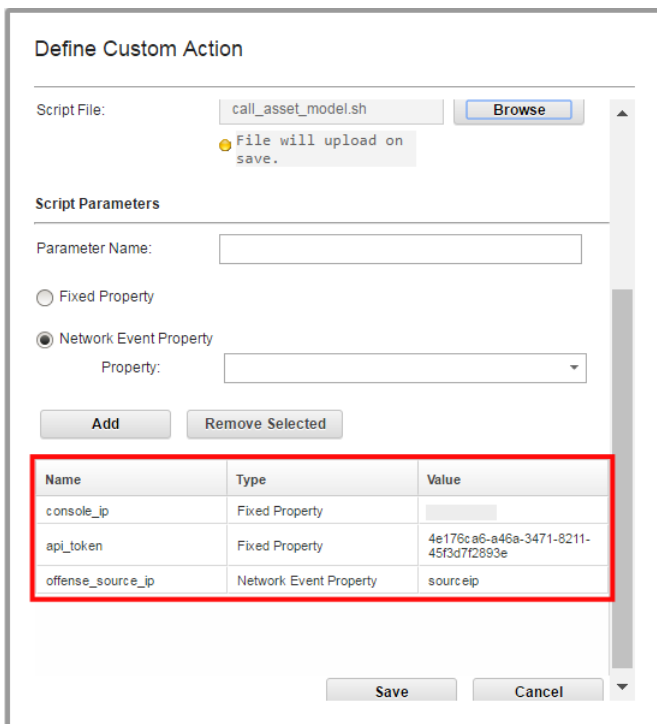 Define Custom Action
Script File: call_asset_model.sh Browse
File will upload on
save.
Script Parameters
Parameter Name:
Fixed Property
Network Event Property
Property:
Add Remove Selected
Name Type Value
console_ip Fixed Property
api_token Fixed Property 4e176ca6-a46a-3471-8211-
45f3d7f2893e
offense_source_ip Network Event Property sourceip
Save Cancel